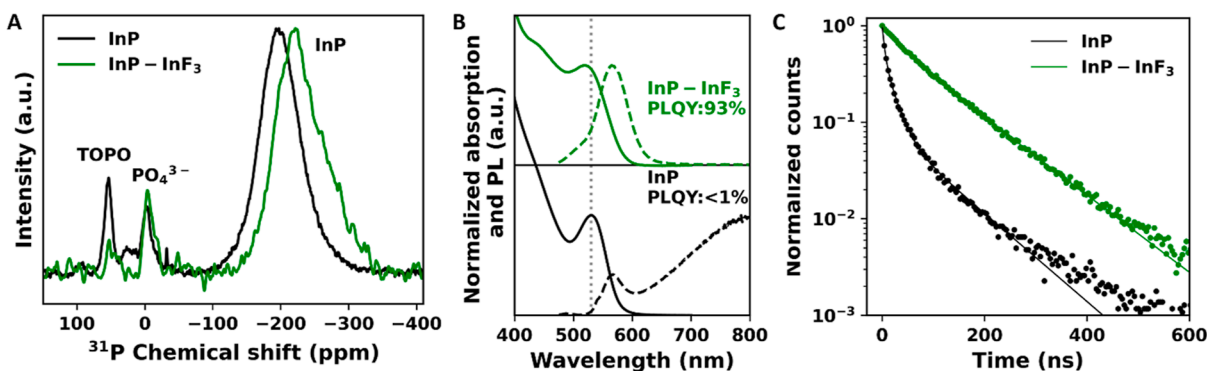 A
InP
InP − InF₃
InP
TOPO
PO₄³⁻
Intensity (a.u.)
100 0 −100 −200 −300 −400
³¹P Chemical shift (ppm)
B
InP − InF₃
PLQY:93%
InP
PLQY:<1%
Normalized absorption
and PL (a.u.)
400 500 600 700 800
Wavelength (nm)
C
InP
InP − InF₃
Normalized counts
10⁰
10⁻¹
10⁻²
10⁻³
0 200 400 600
Time (ns)